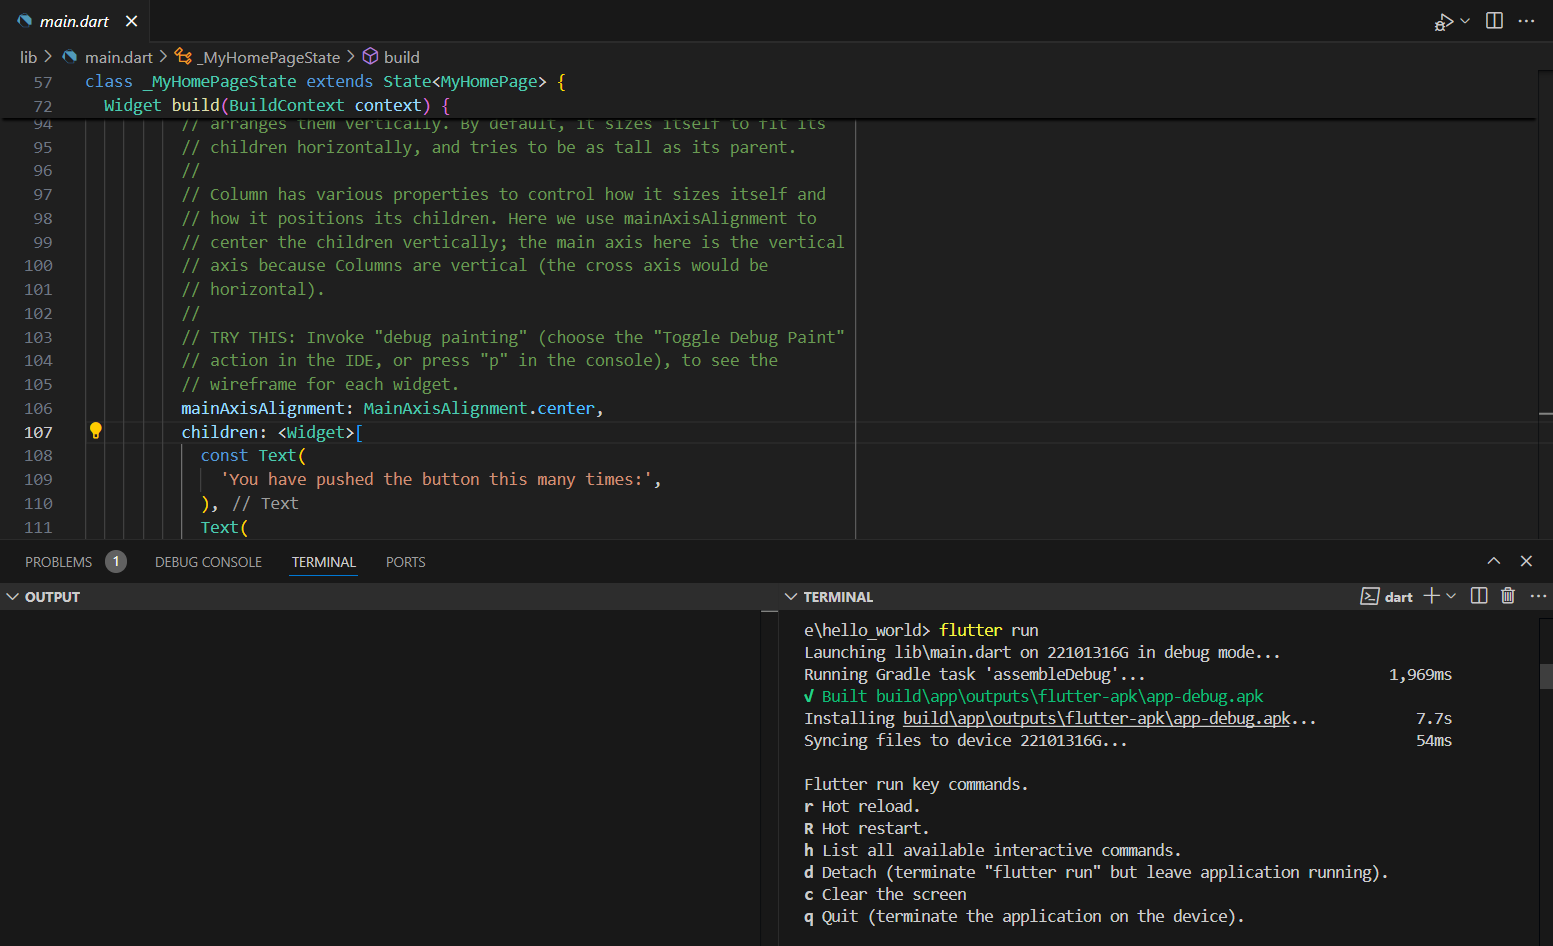 main.dart
lib > main.dart > _MyHomePageState > build
57 class _MyHomePageState extends State<MyHomePage> {
72 Widget build(BuildContext context) {
94 // arranges them vertically. By default, it sizes itself to fit its
95 // children horizontally, and tries to be as tall as its parent.
96 //
97 // Column has various properties to control how it sizes itself and
98 // how it positions its children. Here we use mainAxisAlignment to
99 // center the children vertically; the main axis here is the vertical
100 // axis because Columns are vertical (the cross axis would be
101 // horizontal).
102 //
103 // TRY THIS: Invoke "debug painting" (choose the "Toggle Debug Paint"
104 // action in the IDE, or press "p" in the console), to see the
105 // wireframe for each widget.
106 mainAxisAlignment: MainAxisAlignment.center,
107 children: <Widget>[
108 const Text(
109 'You have pushed the button this many times:',
110 ), // Text
111 Text(
PROBLEMS 1 DEBUG CONSOLE TERMINAL PORTS
OUTPUT
TERMINAL dart
e\hello_world> flutter run
Launching lib\main.dart on 22101316G in debug mode...
Running Gradle task 'assembleDebug'... 1,969ms
√ Built build\app\outputs\flutter-apk\app-debug.apk
Installing build\app\outputs\flutter-apk\app-debug.apk... 7.7s
Syncing files to device 22101316G... 54ms
Flutter run key commands.
r Hot reload.
R Hot restart.
h List all available interactive commands.
d Detach (terminate "flutter run" but leave application running).
c Clear the screen
q Quit (terminate the application on the device).